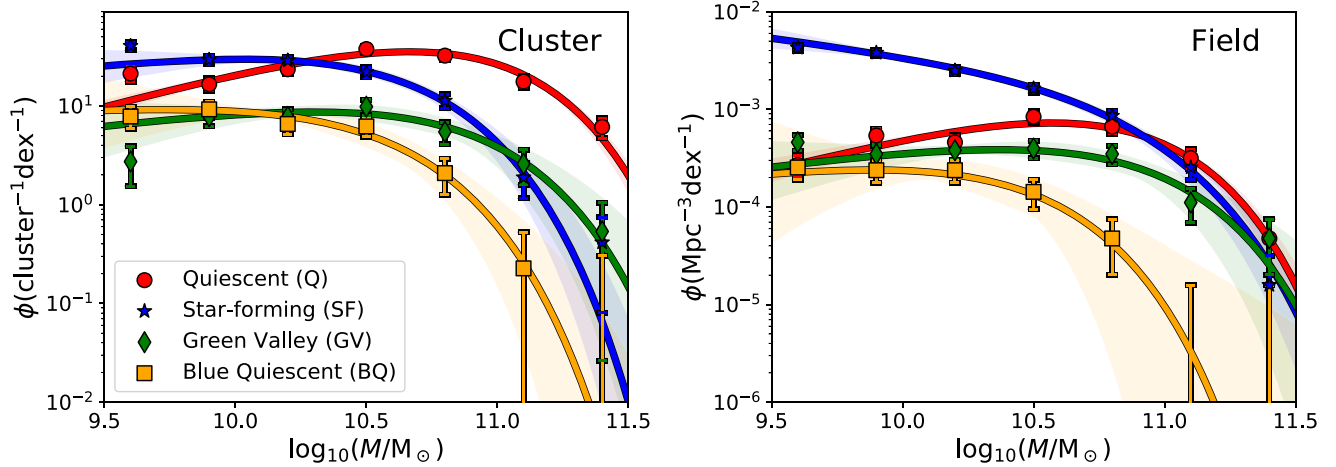 Cluster
ϕ(cluster⁻¹dex⁻¹)
10¹
10⁰
10⁻¹
10⁻²
Quiescent (Q)
Star-forming (SF)
Green Valley (GV)
Blue Quiescent (BQ)
9.5 10.0 10.5 11.0 11.5
log₁₀(M/M⊙)
Field
ϕ(Mpc⁻³dex⁻¹)
10⁻²
10⁻³
10⁻⁴
10⁻⁵
10⁻⁶
9.5 10.0 10.5 11.0 11.5
log₁₀(M/M⊙)